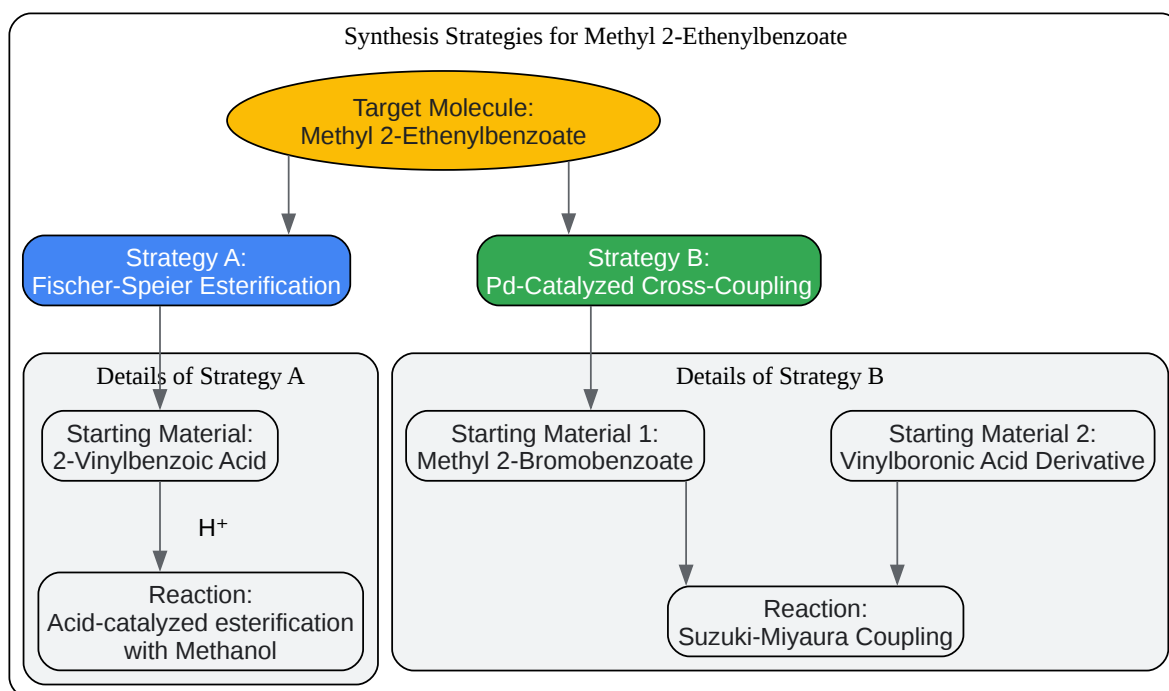 Synthesis Strategies for Methyl 2-Ethenylbenzoate
Target Molecule:
Methyl 2-Ethenylbenzoate
Strategy A:
Fischer-Speier Esterification
Strategy B:
Pd-Catalyzed Cross-Coupling
Details of Strategy A
Starting Material:
2-Vinylbenzoic Acid
H⁺
Reaction:
Acid-catalyzed esterification
with Methanol
Details of Strategy B
Starting Material 1:
Methyl 2-Bromobenzoate
Starting Material 2:
Vinylboronic Acid Derivative
Reaction:
Suzuki-Miyaura Coupling